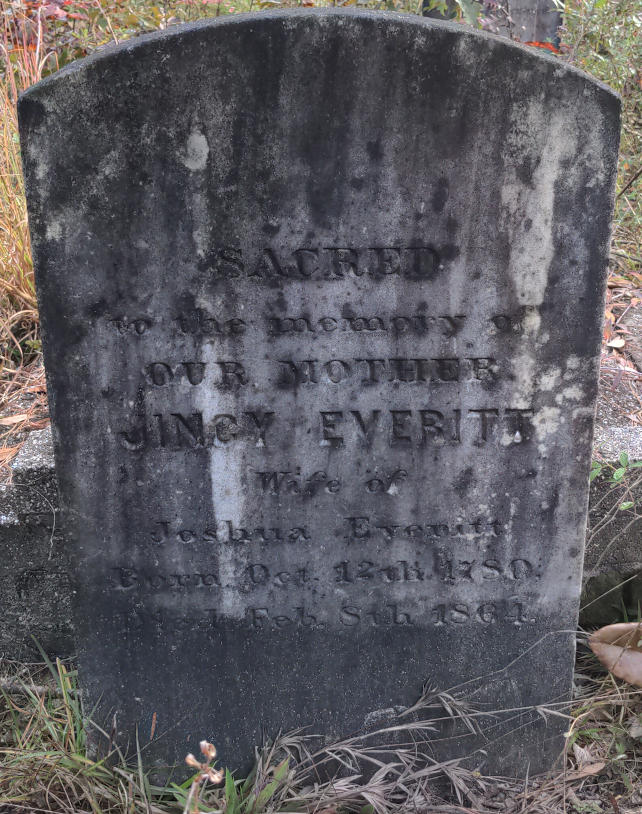 SACRED
to the memory of
OUR MOTHER
JINCY EVERITT
Wife of
Joshua Everitt
Born Oct. 12th. 1780.
Died Feb. 8th 1864.